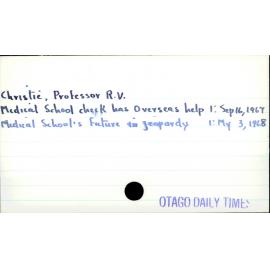 Christie, Professor R.V.
Medical School check has Overseas help 1: Sep 16, 1967
Medical School's Future in jeopardy 1: My 3, 1968
OTAGO DAILY TIMES